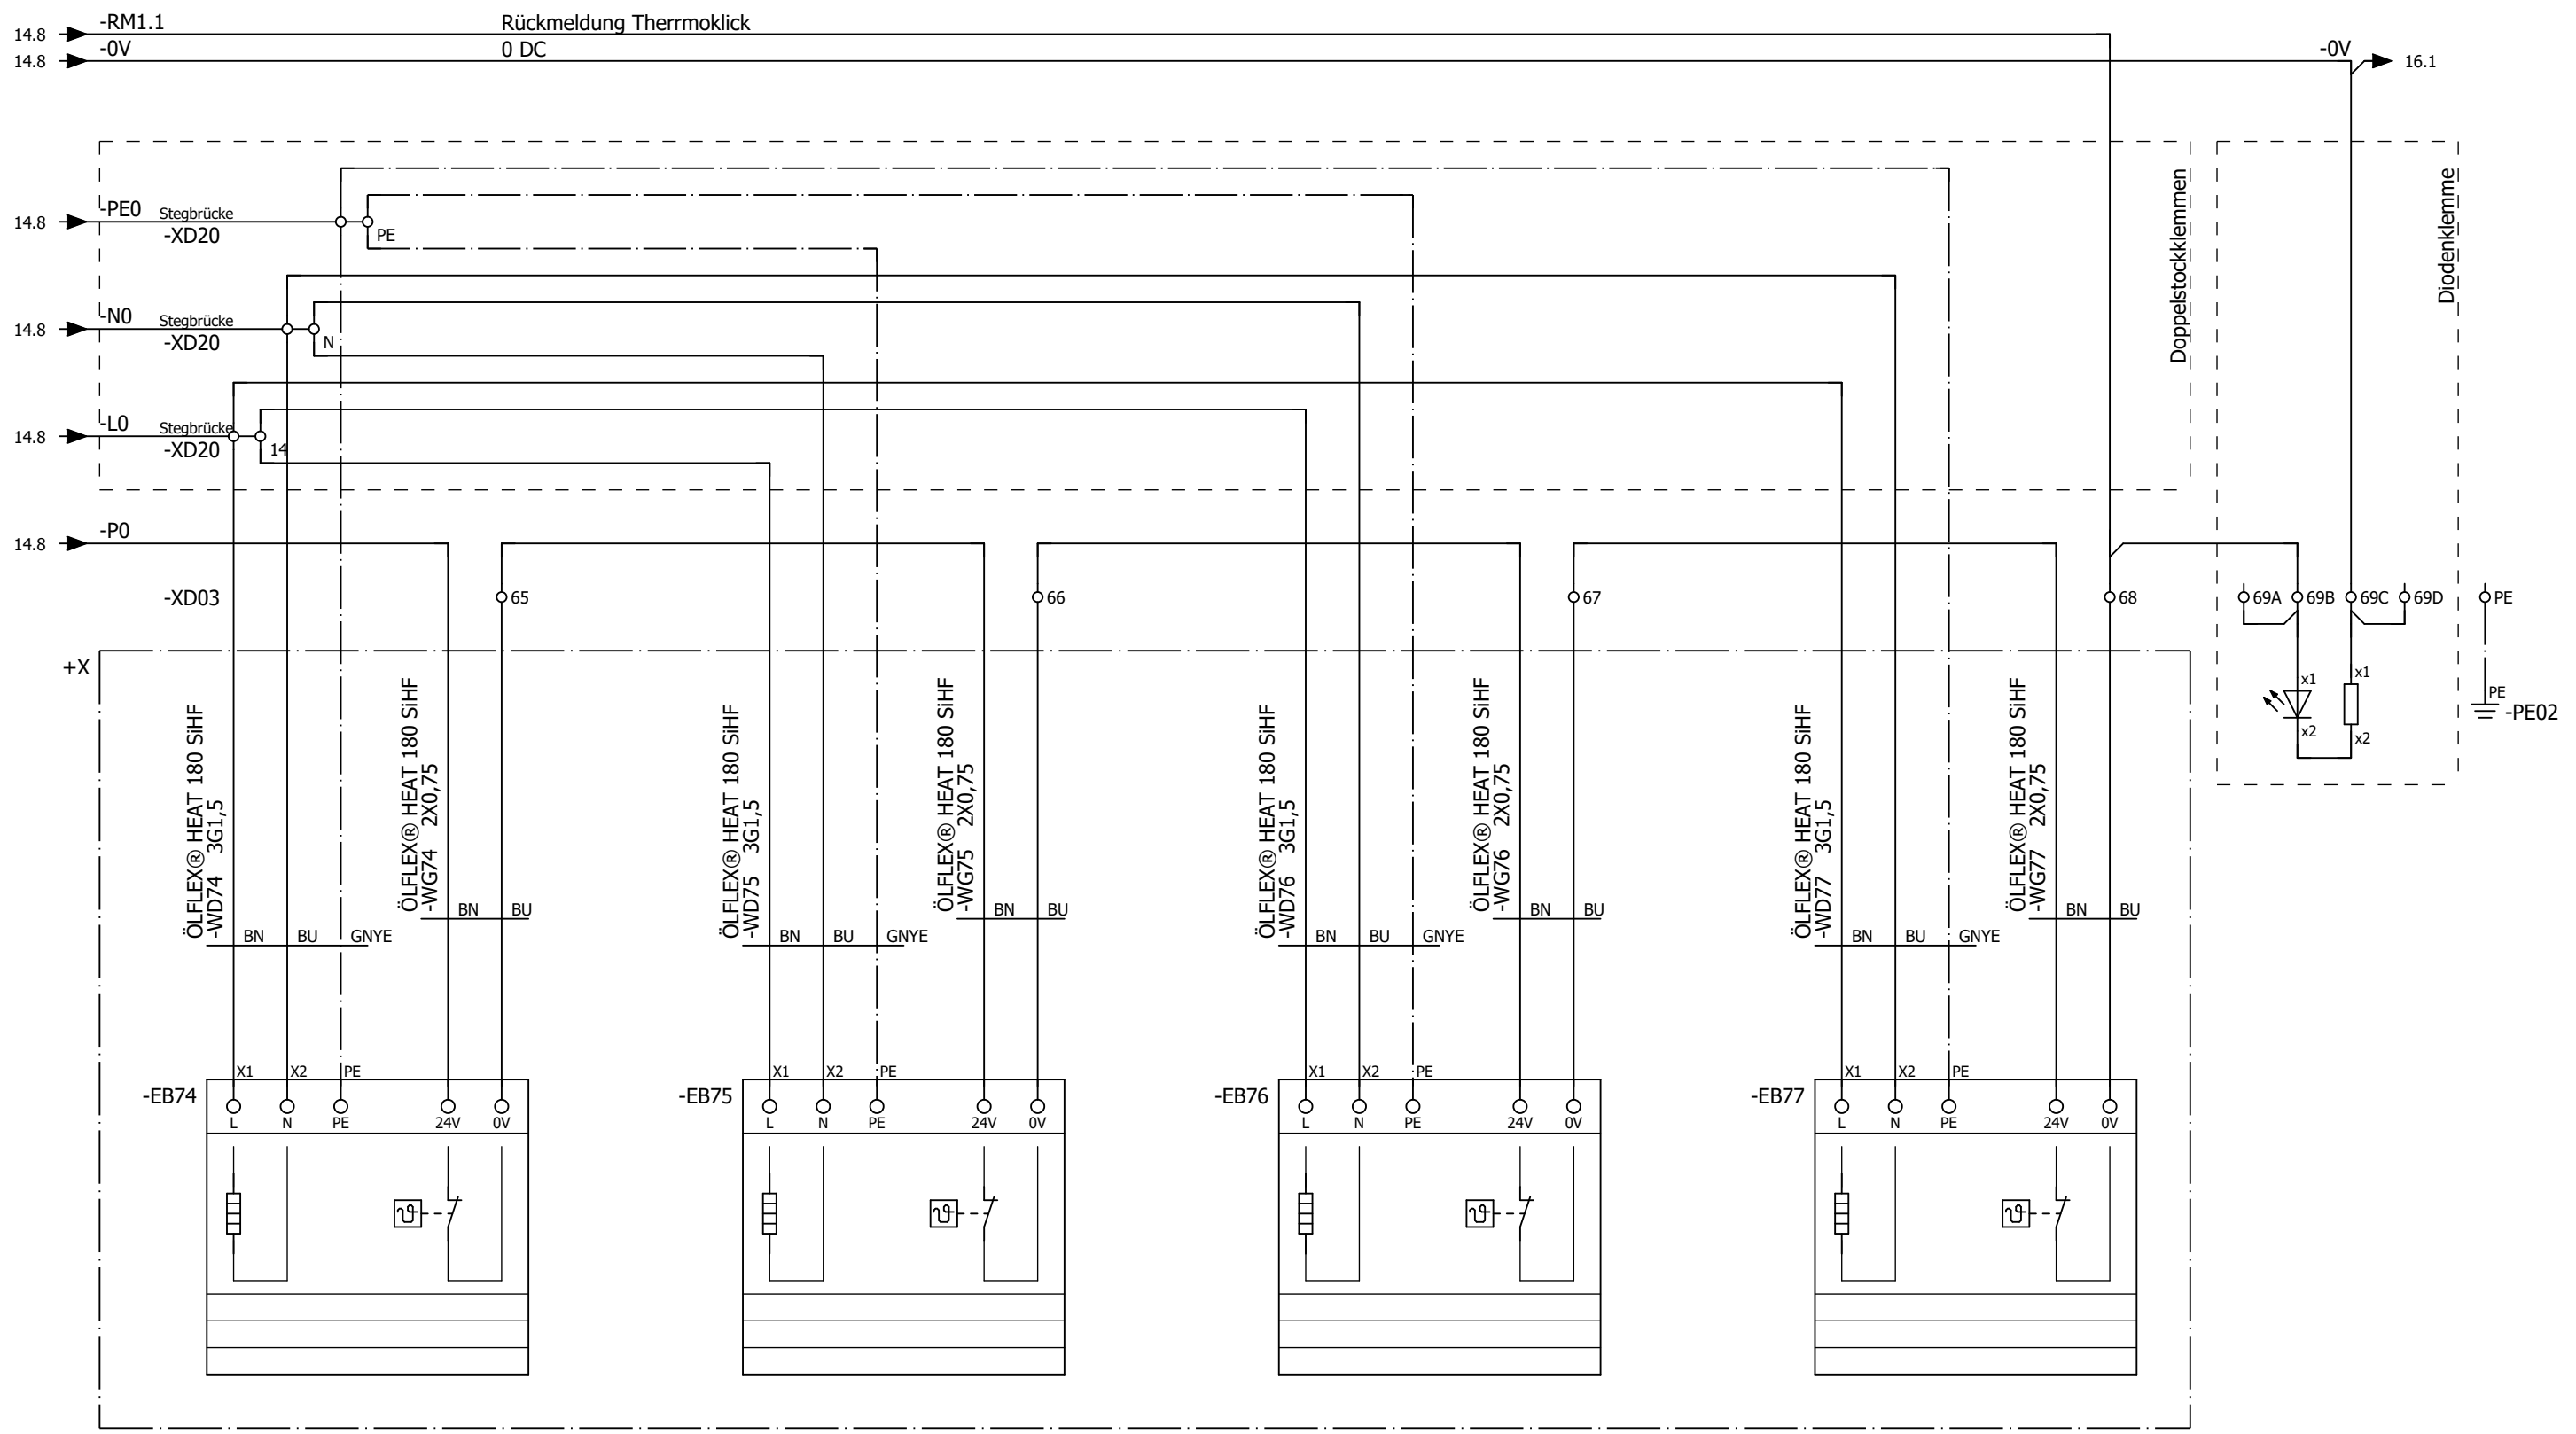 14.8 -RM1.1 Rückmeldung Therrmoklick
14.8 -0V 0 DC -0V 16.1
14.8 -PE0 Stegbrücke
-XD20 PE
14.8 -N0 Stegbrücke
-XD20 N
14.8 -L0 Stegbrücke
-XD20 14
Doppelstockklemmen
Diodenklemme
14.8 -P0
-XD03 65 66 67 68 69A 69B 69C 69D PE
+X
ÖLFLEX® HEAT 180 SiHF
-WD74 3G1,5
ÖLFLEX® HEAT 180 SiHF
-WG74 2X0,75
ÖLFLEX® HEAT 180 SiHF
-WD75 3G1,5
ÖLFLEX® HEAT 180 SiHF
-WG75 2X0,75
ÖLFLEX® HEAT 180 SiHF
-WD76 3G1,5
ÖLFLEX® HEAT 180 SiHF
-WG76 2X0,75
ÖLFLEX® HEAT 180 SiHF
-WD77 3G1,5
ÖLFLEX® HEAT 180 SiHF
-WG77 2X0,75
x1 x1
PE -PE02
x2 x2
BN BU BN BU BN BU BN BU
BN BU GNYE BN BU GNYE BN BU GNYE BN BU GNYE
X1 X2 PE X1 X2 PE X1 X2 PE X1 X2 PE
-EB74 -EB75 -EB76 -EB77
L N PE 24V 0V L N PE 24V 0V L N PE 24V 0V L N PE 24V 0V
ϑ ϑ ϑ ϑ